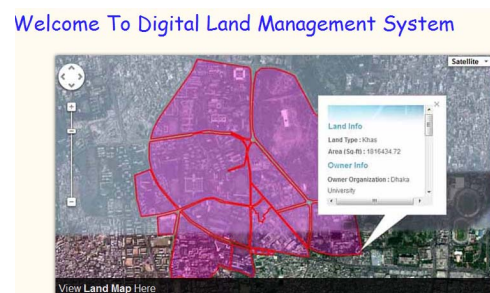 Welcome To Digital Land Management System
Satellite
Land Info
Land Type : Khas
Area (Sq-ft) : 1816434.72
Owner Info
Owner Organization : Dhaka
University
View Land Map Here